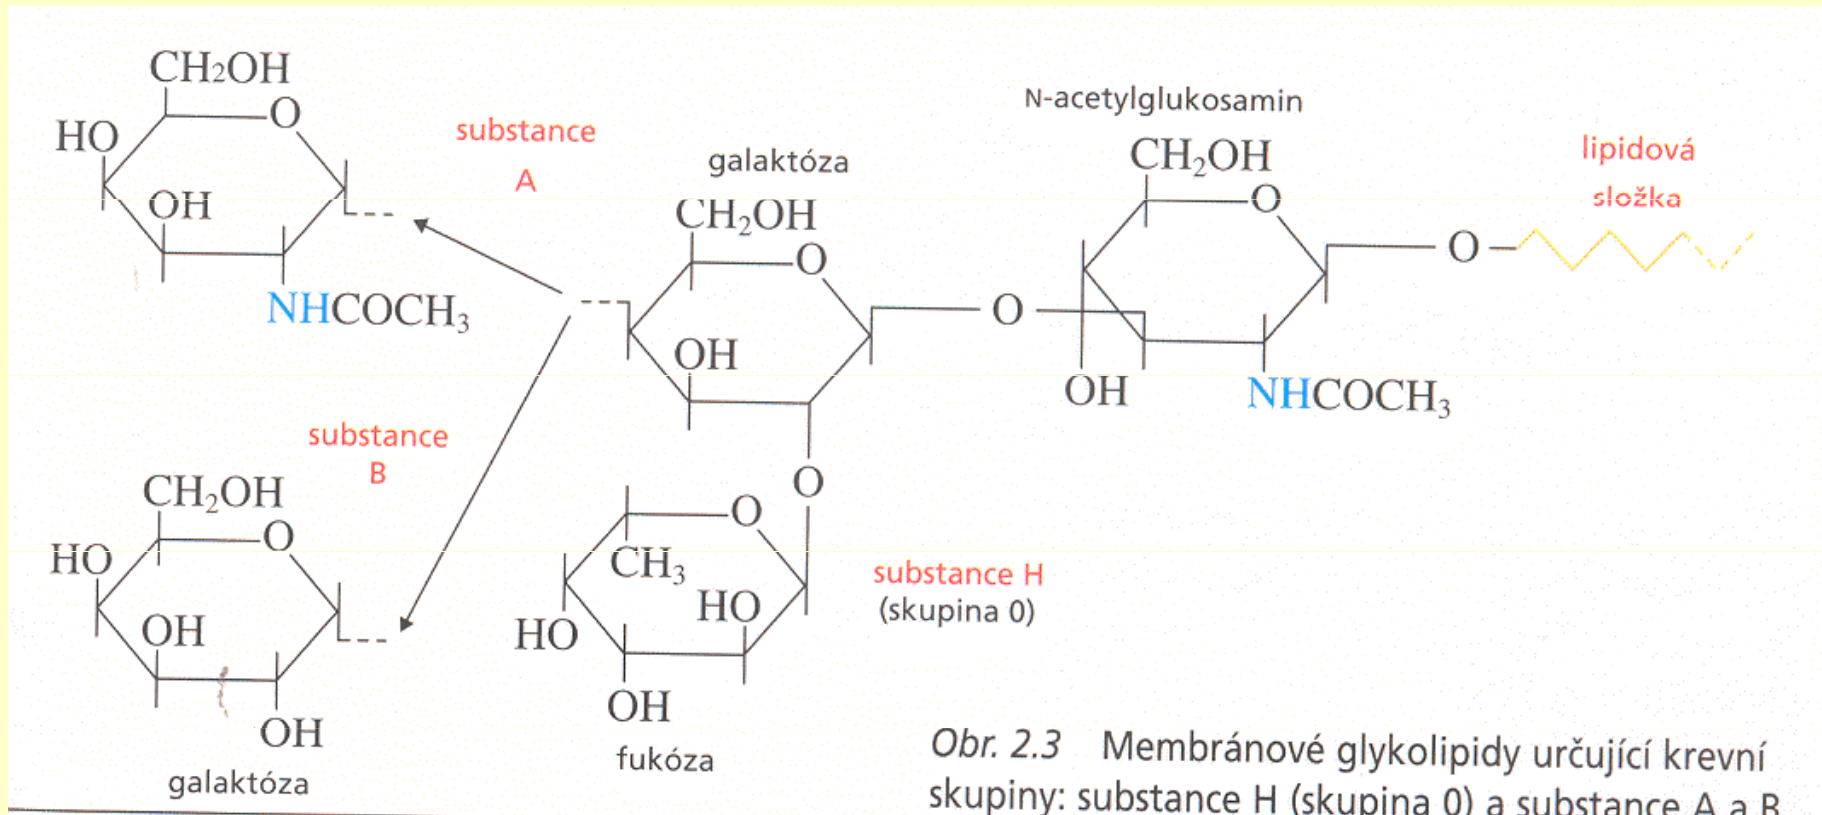 CH2OH
O
HO
OH
NHCOCH₃
substance
A
galaktóza
CH₂OH
O
OH
O
N-acetylglukosamin
CH₂OH
O
OH
NHCOCH₃
O
lipidová
složka
substance
B
CH₂OH
O
HO
OH
OH
galaktóza
O
O
CH₃
HO
HO
OH
fukóza
substance H
(skupina 0)
Obr. 2.3 Membránové glykolipidy určující krevní
skupiny: substance H (skupina 0) a substance A a B